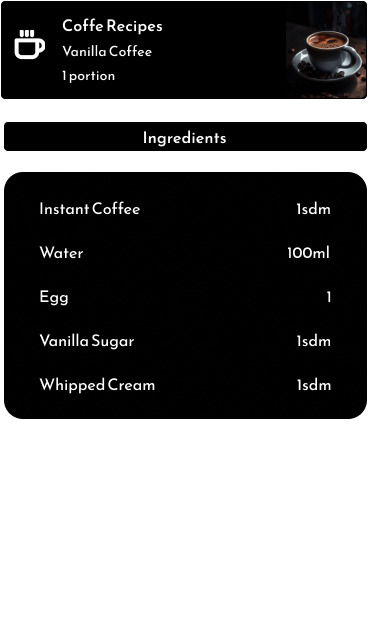 Coffe Recipes
Vanilla Coffee
1 portion
Ingredients
Instant Coffee 1sdm
Water 100ml
Egg 1
Vanilla Sugar 1sdm
Whipped Cream 1sdm